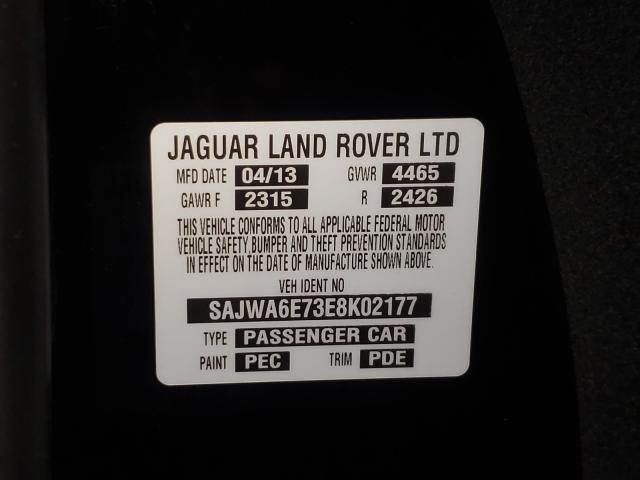 JAGUAR LAND ROVER LTD
MFD DATE 04/13 GVWR 4465
GAWR F 2315 R 2426
THIS VEHICLE CONFORMS TO ALL APPLICABLE FEDERAL MOTOR
VEHICLE SAFETY, BUMPER AND THEFT PREVENTION STANDARDS
IN EFFECT ON THE DATE OF MANUFACTURE SHOWN ABOVE.
VEH IDENT NO
SAJWA6E73E8K02177
TYPE PASSENGER CAR
PAINT PEC TRIM PDE